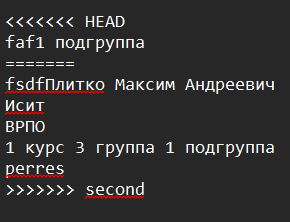 <<<<<<< HEAD
faf1 подгруппа
=======
fsdfПлитко Максим Андреевич
Исит
ВРПО
1 курс 3 группа 1 подгруппа
perres
>>>>>>> second